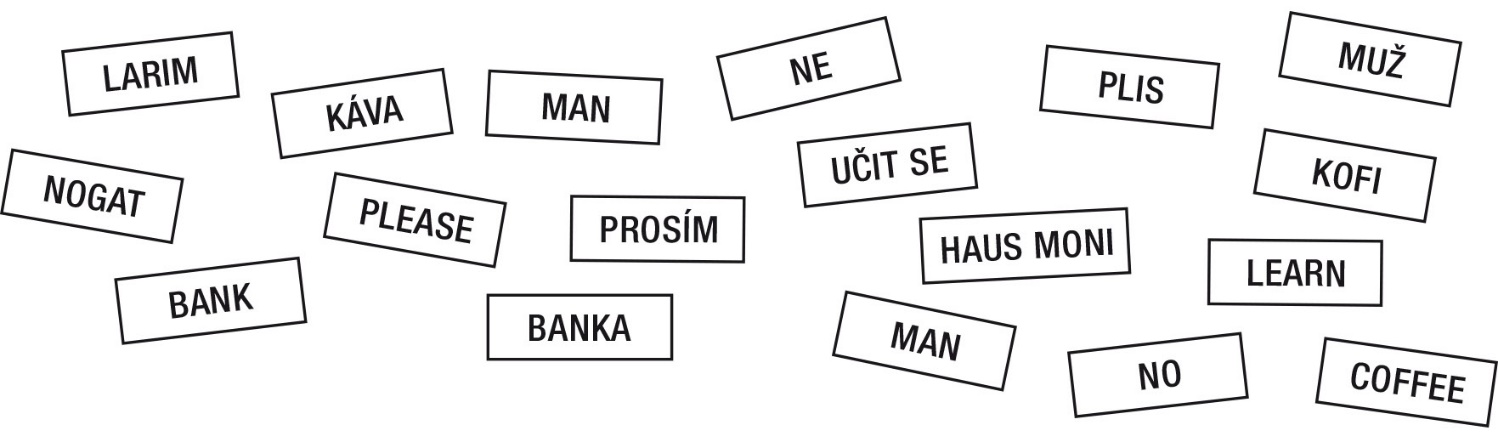 LARIM
KÁVA
MAN
NE
PLIS
MUŽ
NOGAT
PLEASE
PROSÍM
UČIT SE
HAUS MONI
KOFI
LEARN
BANK
BANKA
MAN
NO
COFFEE